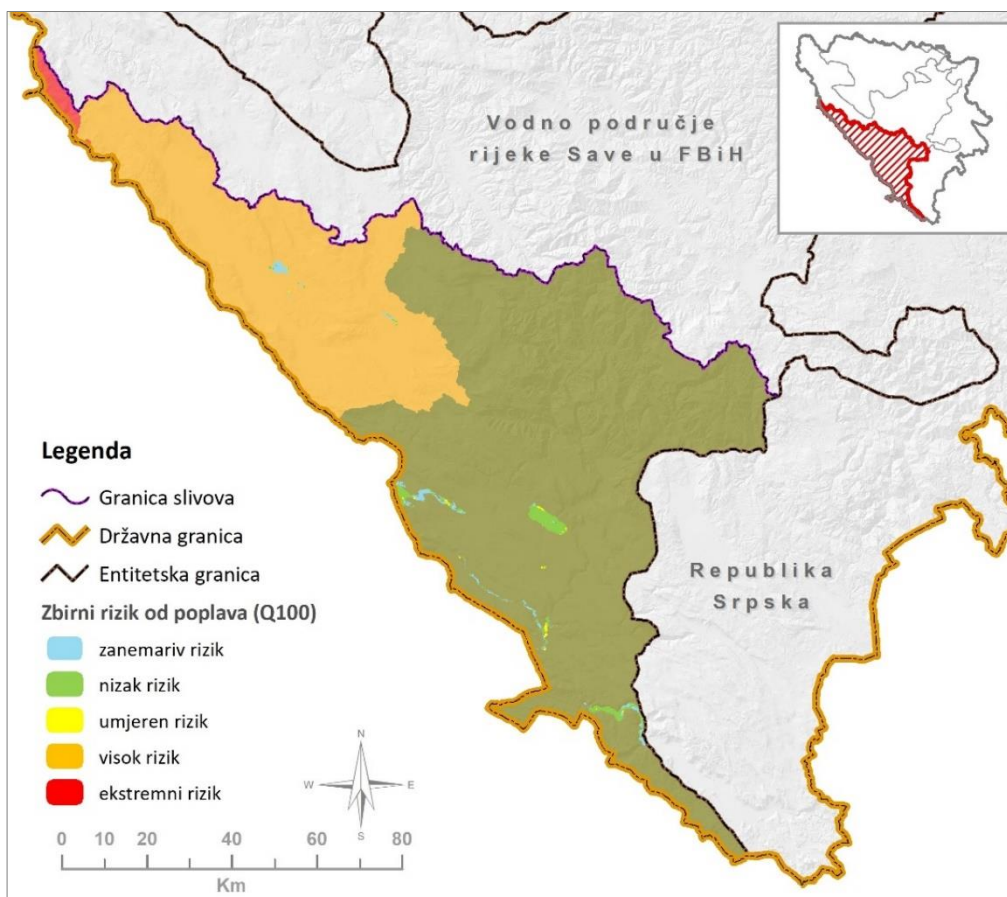 Vodno područje
rijeke Save u FBiH
Republika
Srpska
Legenda
Granica slivova
Državna granica
Entitetska granica
Zbirni rizik od poplava (Q100)
zanemariv rizik
nizak rizik
umjeren rizik
visok rizik
ekstremni rizik
N
W E
S
0 10 20 40 60 80
Km